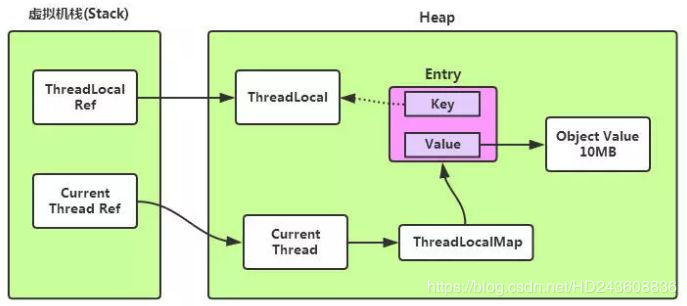 虚拟机栈(Stack)
Heap
ThreadLocal
Ref
ThreadLocal
Entry
Key
Value
Object Value
10MB
Current
Thread Ref
Current
Thread
ThreadLocalMap
https://blog.csdn.net/HD243608836